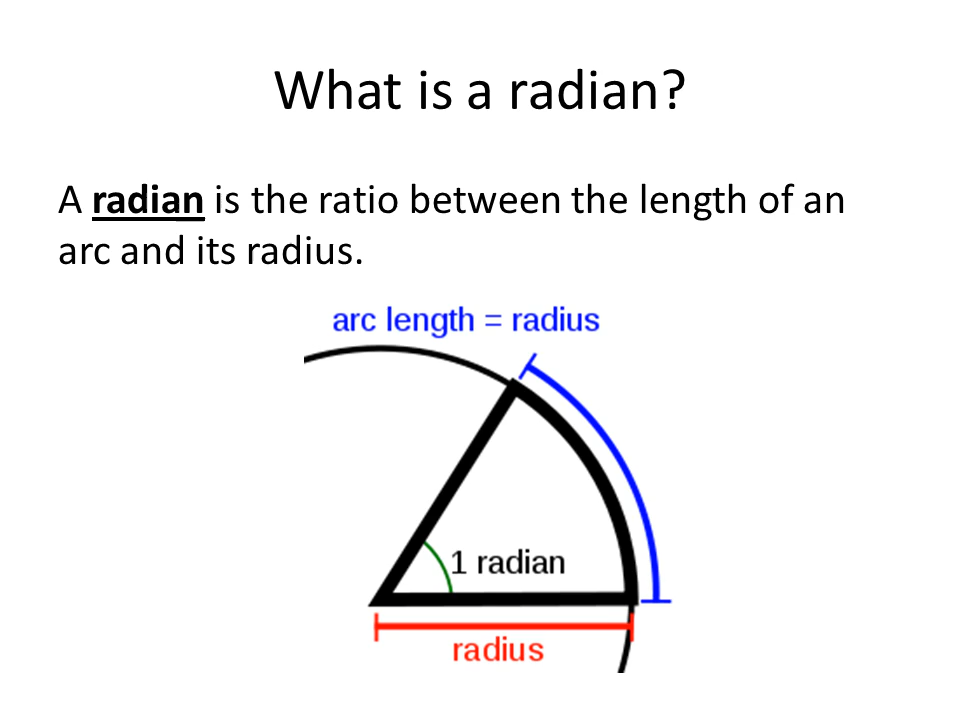 What is a radian?
A radian is the ratio between the length of an
arc and its radius.
arc length = radius
1 radian
radius